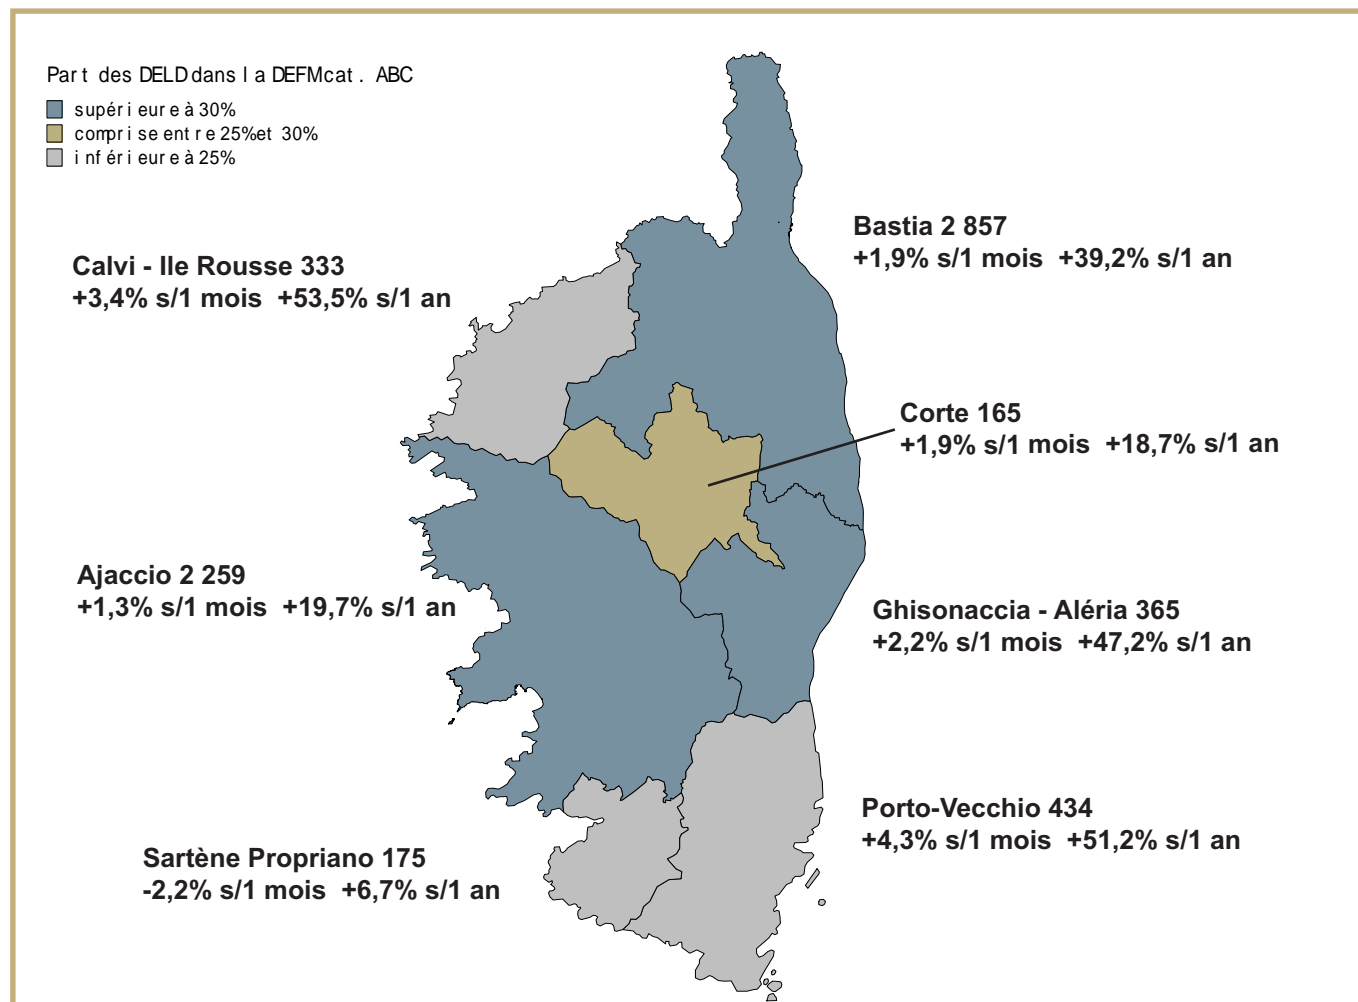 Part des DELD dans la DEFM cat. ABC
supérieure à 30%
comprise entre 25% et 30%
inférieure à 25%
Bastia 2 857
+1,9% s/1 mois +39,2% s/1 an
Calvi - Ile Rousse 333
+3,4% s/1 mois +53,5% s/1 an
Corte 165
+1,9% s/1 mois +18,7% s/1 an
Ajaccio 2 259
+1,3% s/1 mois +19,7% s/1 an
Ghisonaccia - Aléria 365
+2,2% s/1 mois +47,2% s/1 an
Porto-Vecchio 434
+4,3% s/1 mois +51,2% s/1 an
Sartène Propriano 175
-2,2% s/1 mois +6,7% s/1 an